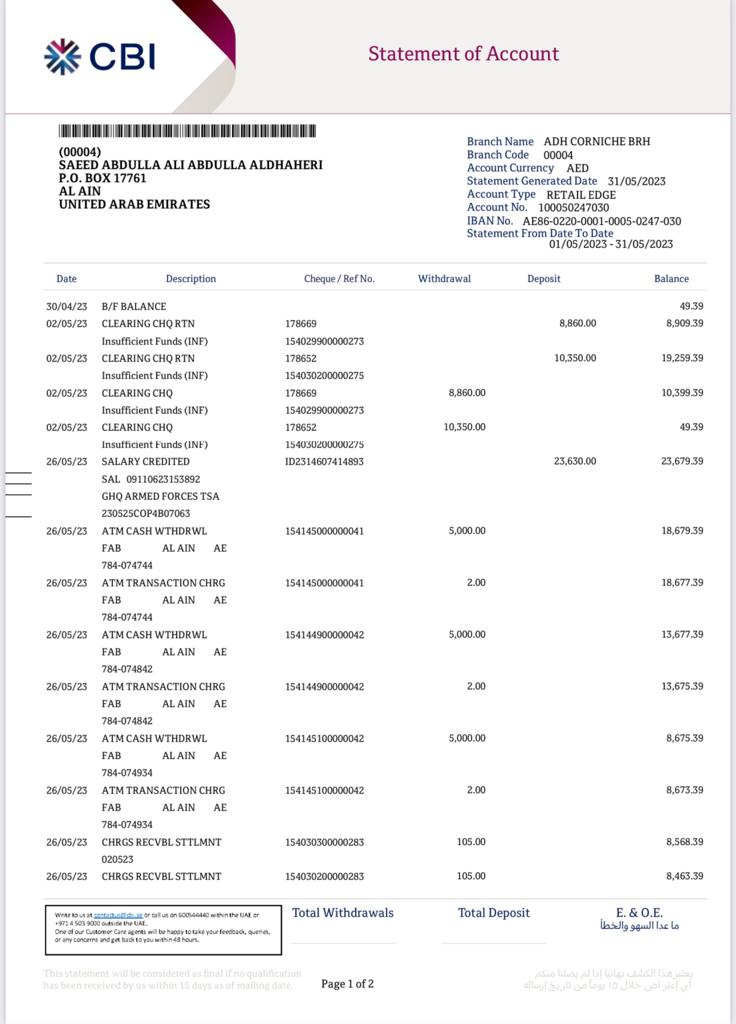 CBI
Statement of Account
(00004)
SAEED ABDULLA ALI ABDULLA ALDHAHERI
P.O. BOX 17761
AL AIN
UNITED ARAB EMIRATES
Branch Name ADH CORNICHE BRH
Branch Code 00004
Account Currency AED
Statement Generated Date 31/05/2023
Account Type RETAIL EDGE
Account No. 100050247030
IBAN No. AE86-0220-0001-0005-0247-030
Statement From Date To Date
01/05/2023 - 31/05/2023
Date Description Cheque / Ref No. Withdrawal Deposit Balance
30/04/23 B/F BALANCE 49.39
02/05/23 CLEARING CHQ RTN 178669 8,860.00 8,909.39
Insufficient Funds (INF) 154029900000273
02/05/23 CLEARING CHQ RTN 178652 10,350.00 19,259.39
Insufficient Funds (INF) 154030200000275
02/05/23 CLEARING CHQ 178669 8,860.00 10,399.39
Insufficient Funds (INF) 154029900000273
02/05/23 CLEARING CHQ 178652 10,350.00 49.39
Insufficient Funds (INF) 154030200000275
26/05/23 SALARY CREDITED ID2314607414893 23,630.00 23,679.39
SAL 09110623153892
GHQ ARMED FORCES TSA
230525COP4B07063
26/05/23 ATM CASH WTHDRWL 154145000000041 5,000.00 18,679.39
FAB AL AIN AE
784-074744
26/05/23 ATM TRANSACTION CHRG 154145000000041 2.00 18,677.39
FAB AL AIN AE
784-074744
26/05/23 ATM CASH WTHDRWL 154144900000042 5,000.00 13,677.39
FAB AL AIN AE
784-074842
26/05/23 ATM TRANSACTION CHRG 154144900000042 2.00 13,675.39
FAB AL AIN AE
784-074842
26/05/23 ATM CASH WTHDRWL 154145100000042 5,000.00 8,675.39
FAB AL AIN AE
784-074934
26/05/23 ATM TRANSACTION CHRG 154145100000042 2.00 8,673.39
FAB AL AIN AE
784-074934
26/05/23 CHRGS RECVBL STTLMNT 154030300000283 105.00 8,568.39
020523
26/05/23 CHRGS RECVBL STTLMNT 154030200000283 105.00 8,463.39
Write to us at contactus@cbi.ae or call us on 600544440 within the UAE or
+971 4 503 9000 outside the UAE.
One of our Customer Care agents will be happy to take your feedback, queries,
or any concerns and get back to you within 48 hours.
Total Withdrawals Total Deposit E. & O.E.
ما عدا السهو والخطأ
This statement will be considered as final if no qualification
has been received by us within 15 days as of mailing date.
Page 1 of 2
يعتبر هذا الكشف نهائيا إذا لم يصلنا منكم
أي إعتراض خلال ١٥ يوماً من تاريخ إرساله